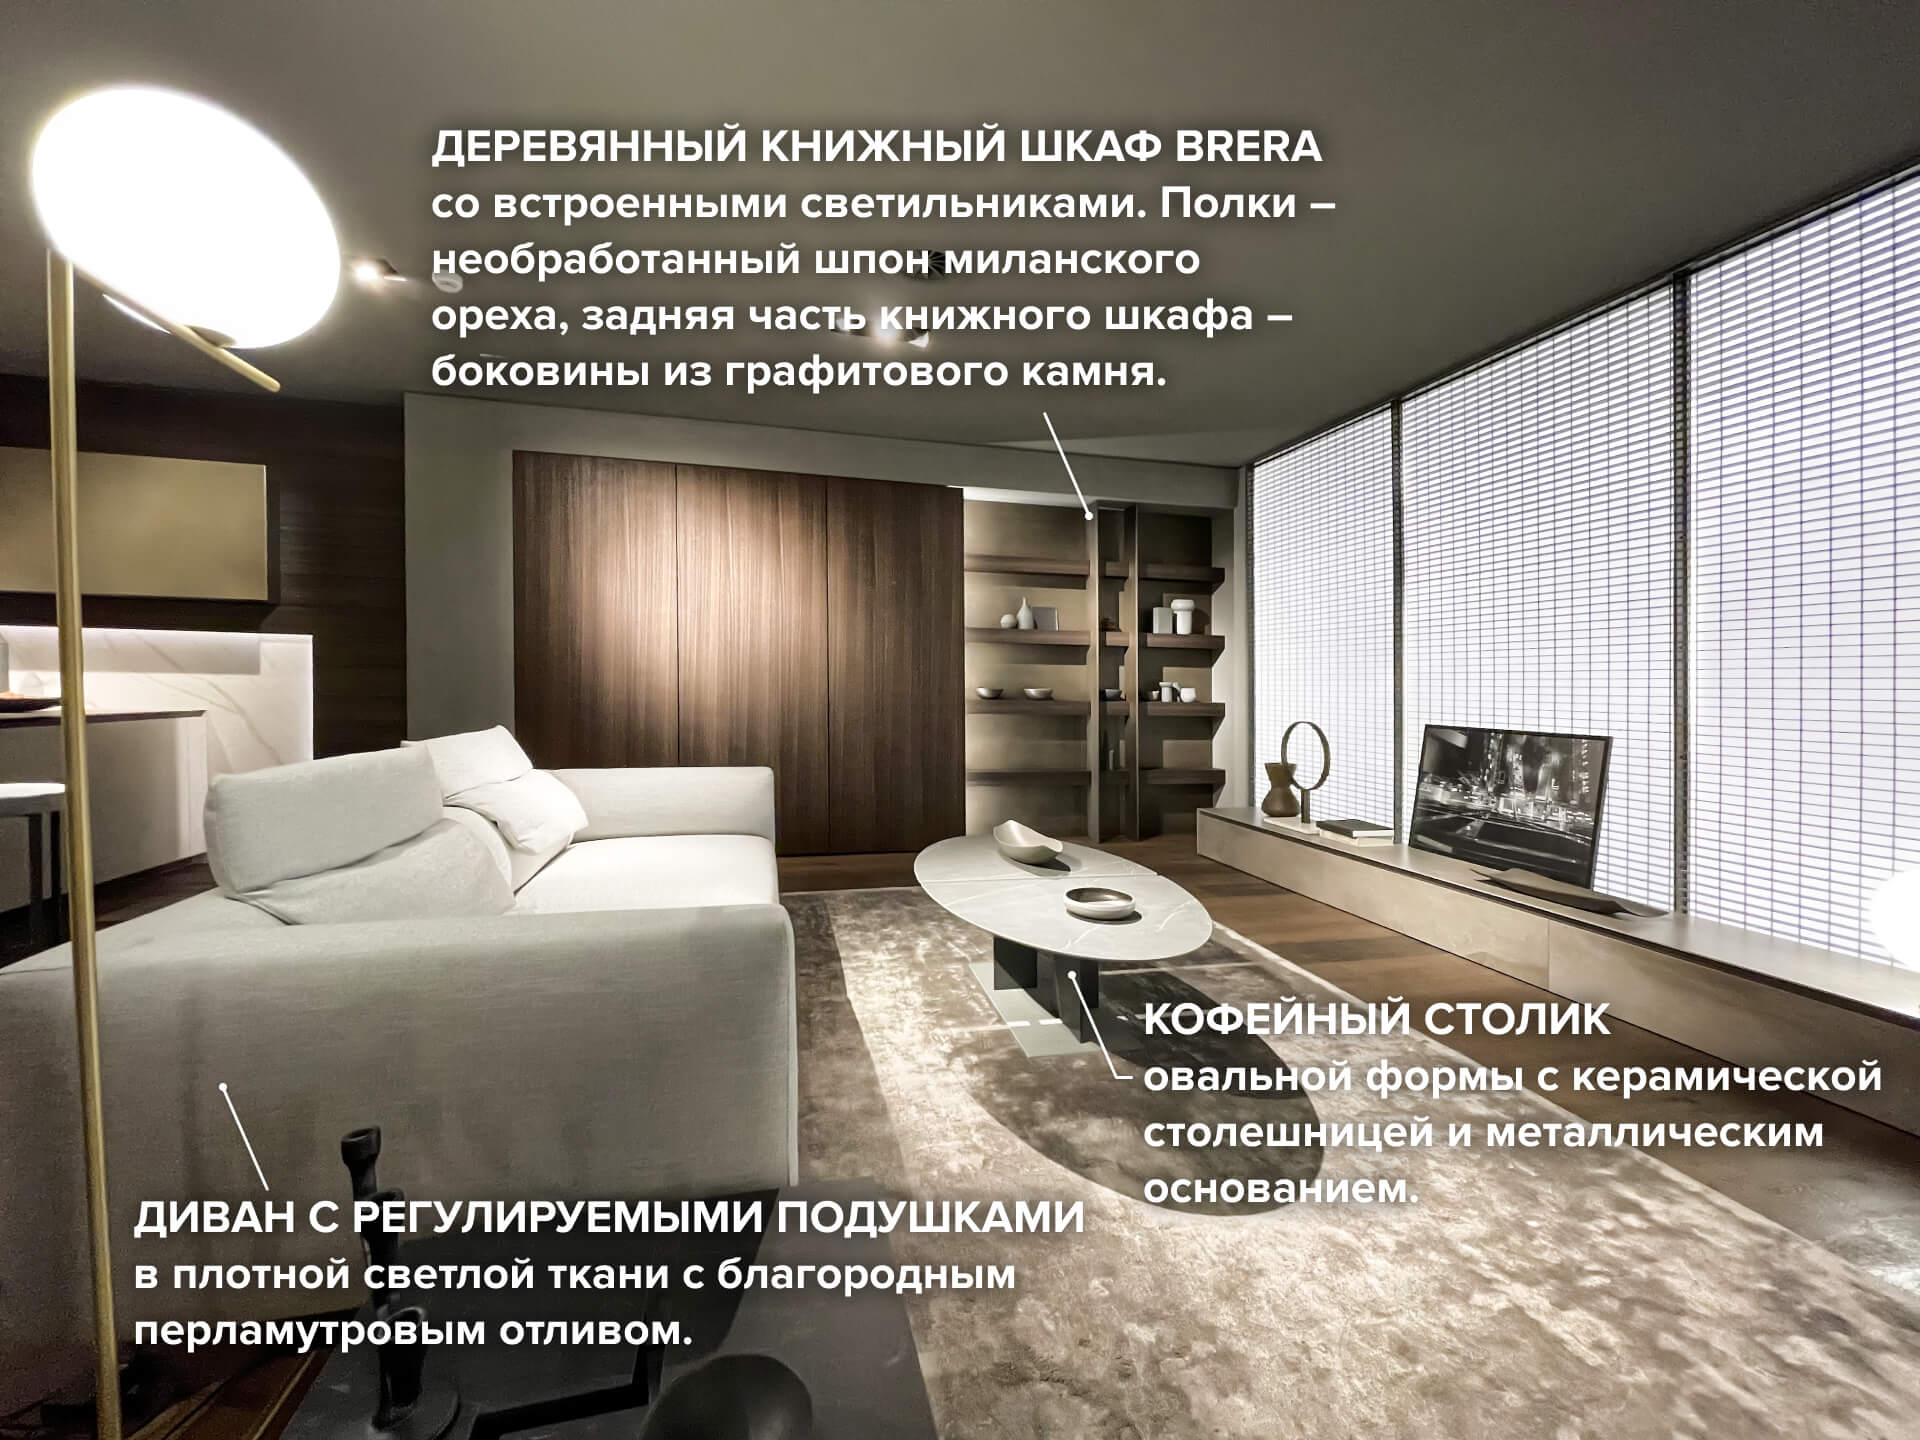 ДЕРЕВЯННЫЙ КНИЖНЫЙ ШКАФ BRERA
со встроенными светильниками. Полки –
необработанный шпон миланского
ореха, задняя часть книжного шкафа –
боковины из графитового камня.
КОФЕЙНЫЙ СТОЛИК
овальной формы с керамической
столешницей и металлическим
основанием.
ДИВАН С РЕГУЛИРУЕМЫМИ ПОДУШКАМИ
в плотной светлой ткани с благородным
перламутровым отливом.